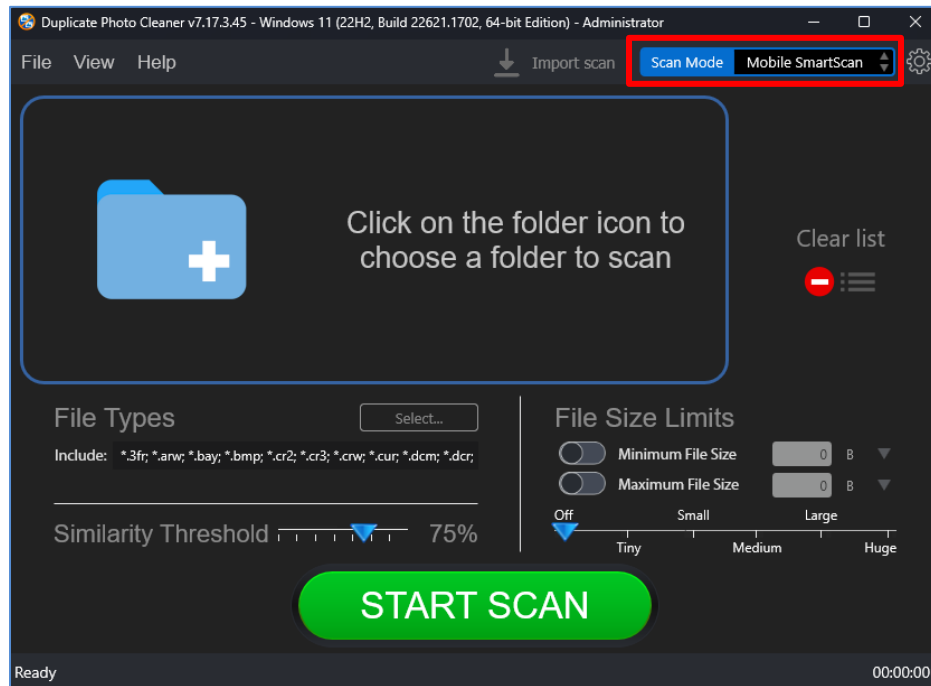 Duplicate Photo Cleaner v7.17.3.45 - Windows 11 (22H2, Build 22621.1702, 64-bit Edition) - Administrator
File View Help Import scan Scan Mode Mobile SmartScan
Click on the folder icon to
choose a folder to scan
Clear list
File Types Select...
Include: *.3fr; *.arw; *.bay; *.bmp; *.cr2; *.cr3; *.crw; *.cur; *.dcm; *.dcr;
Similarity Threshold 75%
File Size Limits
Minimum File Size 0 B
Maximum File Size 0 B
Off Small Large
Tiny Medium Huge
START SCAN
Ready 00:00:00